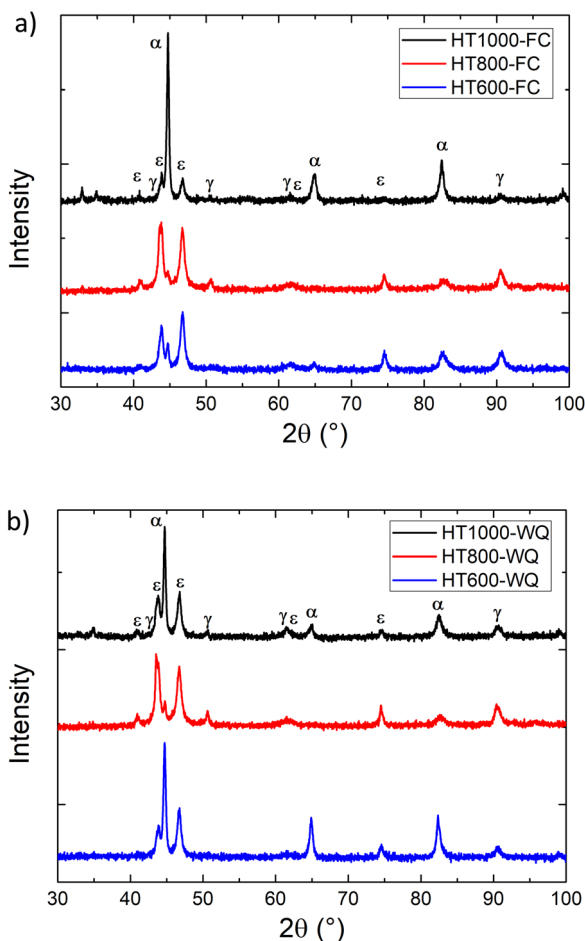 a)
α
HT1000-FC
HT800-FC
HT600-FC
ε γ ε ε γ γ ε α ε α γ
Intensity
30 40 50 60 70 80 90 100
2θ (°)
b)
α
HT1000-WQ
HT800-WQ
HT600-WQ
ε γ ε ε γ γ ε α ε α γ
Intensity
30 40 50 60 70 80 90 100
2θ (°)